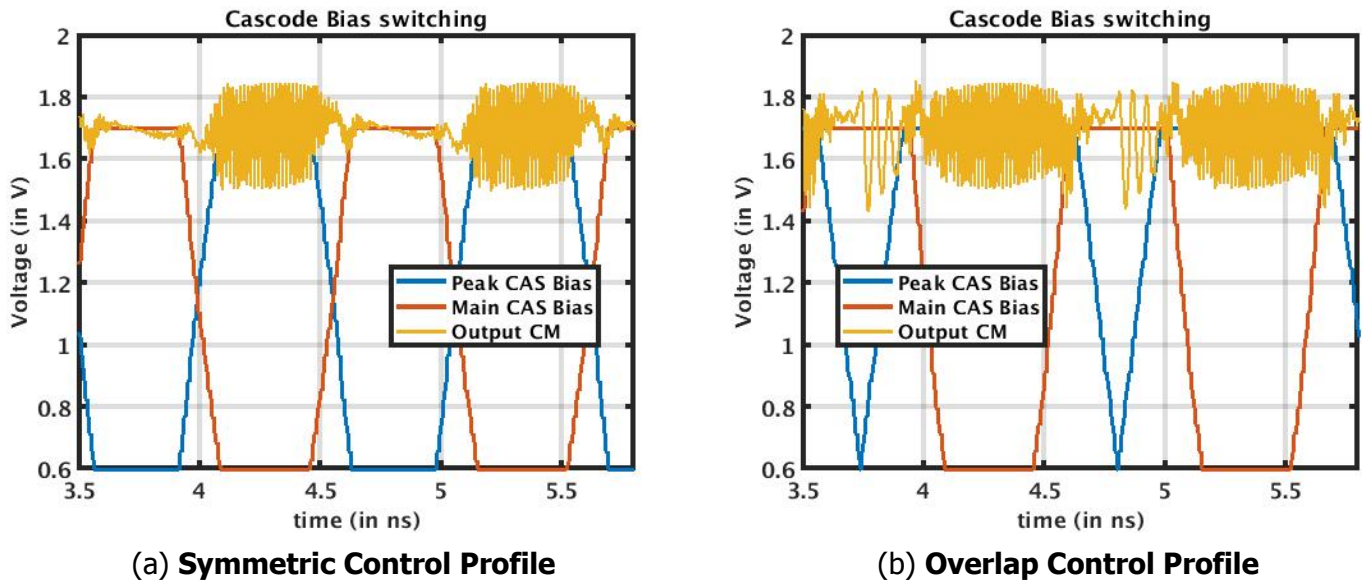 Cascode Bias switching
2
1.8
1.6
1.4
1.2
1
0.8
0.6
Voltage (in V)
3.5 4 4.5 5 5.5
time (in ns)
Peak CAS Bias
Main CAS Bias
Output CM
(a) Symmetric Control Profile
Cascode Bias switching
2
1.8
1.6
1.4
1.2
1
0.8
0.6
Voltage (in V)
3.5 4 4.5 5 5.5
time (in ns)
Peak CAS Bias
Main CAS Bias
Output CM
(b) Overlap Control Profile